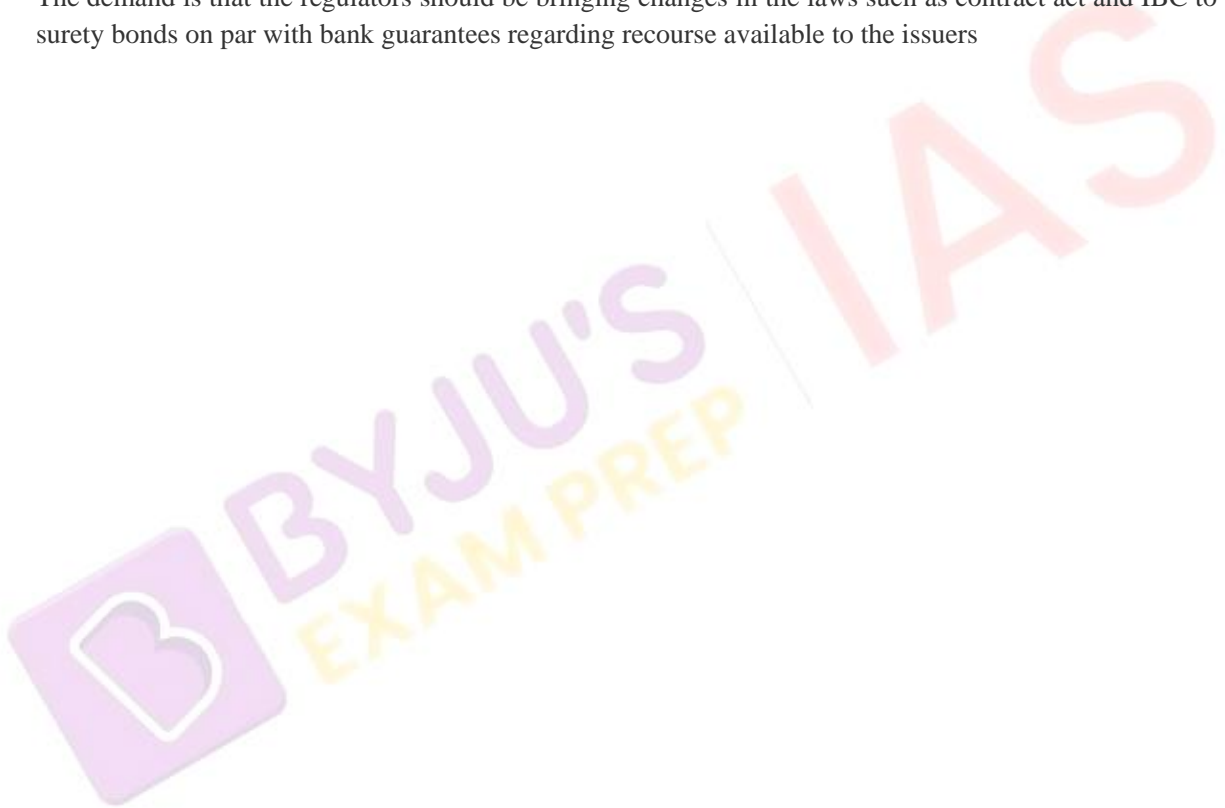 The demand is that the regulators should be bringing changes in the laws such as contract act and IBC to
surety bonds on par with bank guarantees regarding recourse available to the issuers
BYJU'S IAS
EXAM PREP